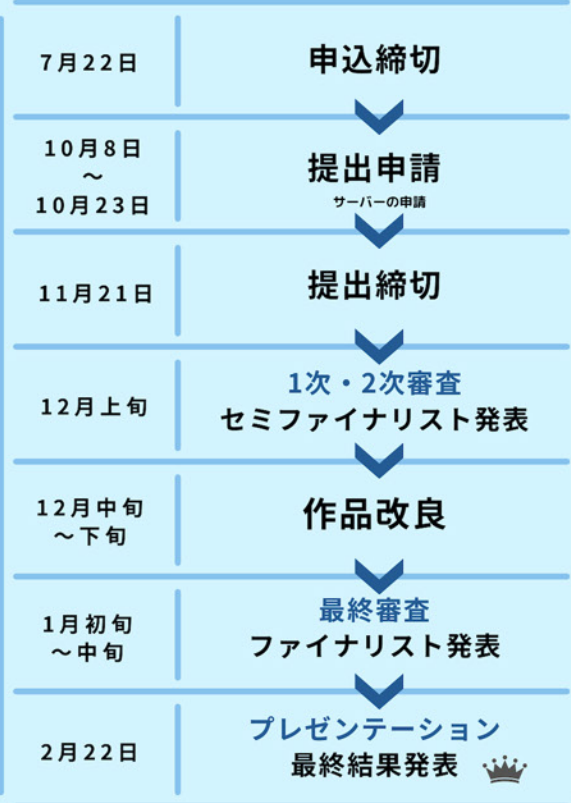 7月22日
申込締切
10月8日
～
10月23日
提出申請
サーバーの申請
11月21日
提出締切
12月上旬
1次・2次審査
セミファイナリスト発表
12月中旬
～下旬
作品改良
1月初旬
～中旬
最終審査
ファイナリスト発表
2月22日
プレゼンテーション
最終結果発表